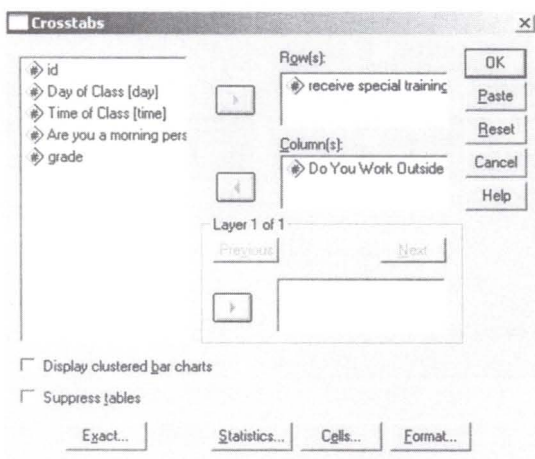 Crosstabs
id
Day of Class [day]
Time of Class [time]
Are you a morning pers
grade
Row(s):
receive special training
Column(s):
Do You Work Outside
Layer 1 of 1
Previous
Next
OK
Paste
Reset
Cancel
Help
Display clustered bar charts
Suppress tables
Exact...
Statistics...
Cells...
Format...